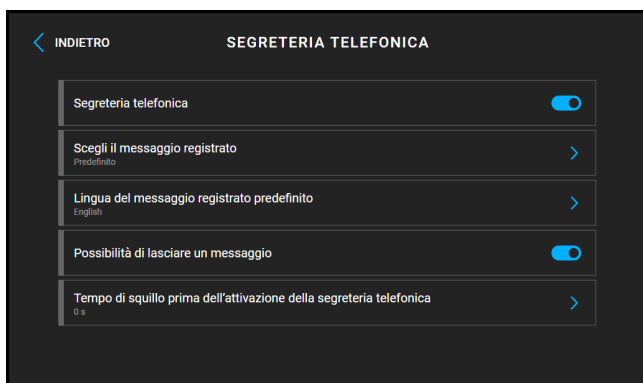 INDIETRO
SEGRETERIA TELEFONICA
Segreteria telefonica
Scegli il messaggio registrato
Predefinito
Lingua del messaggio registrato predefinito
English
Possibilità di lasciare un messaggio
Tempo di squillo prima dell’attivazione della segreteria telefonica
0 s